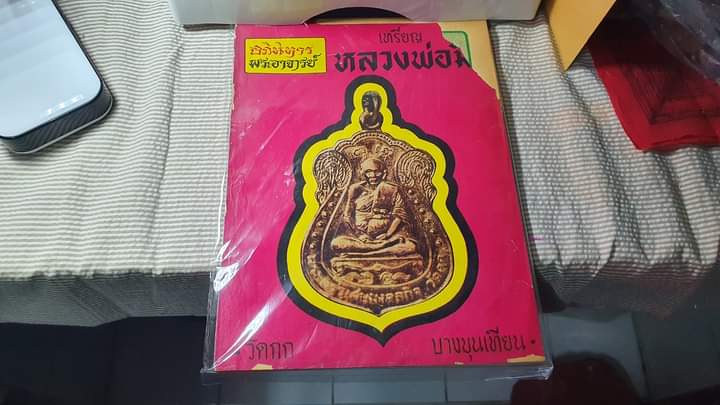 อภินิหาร
พระอาจารย์
เหรียญ
หลวงพ่อมี
วัดกก
บางขุนเทียน